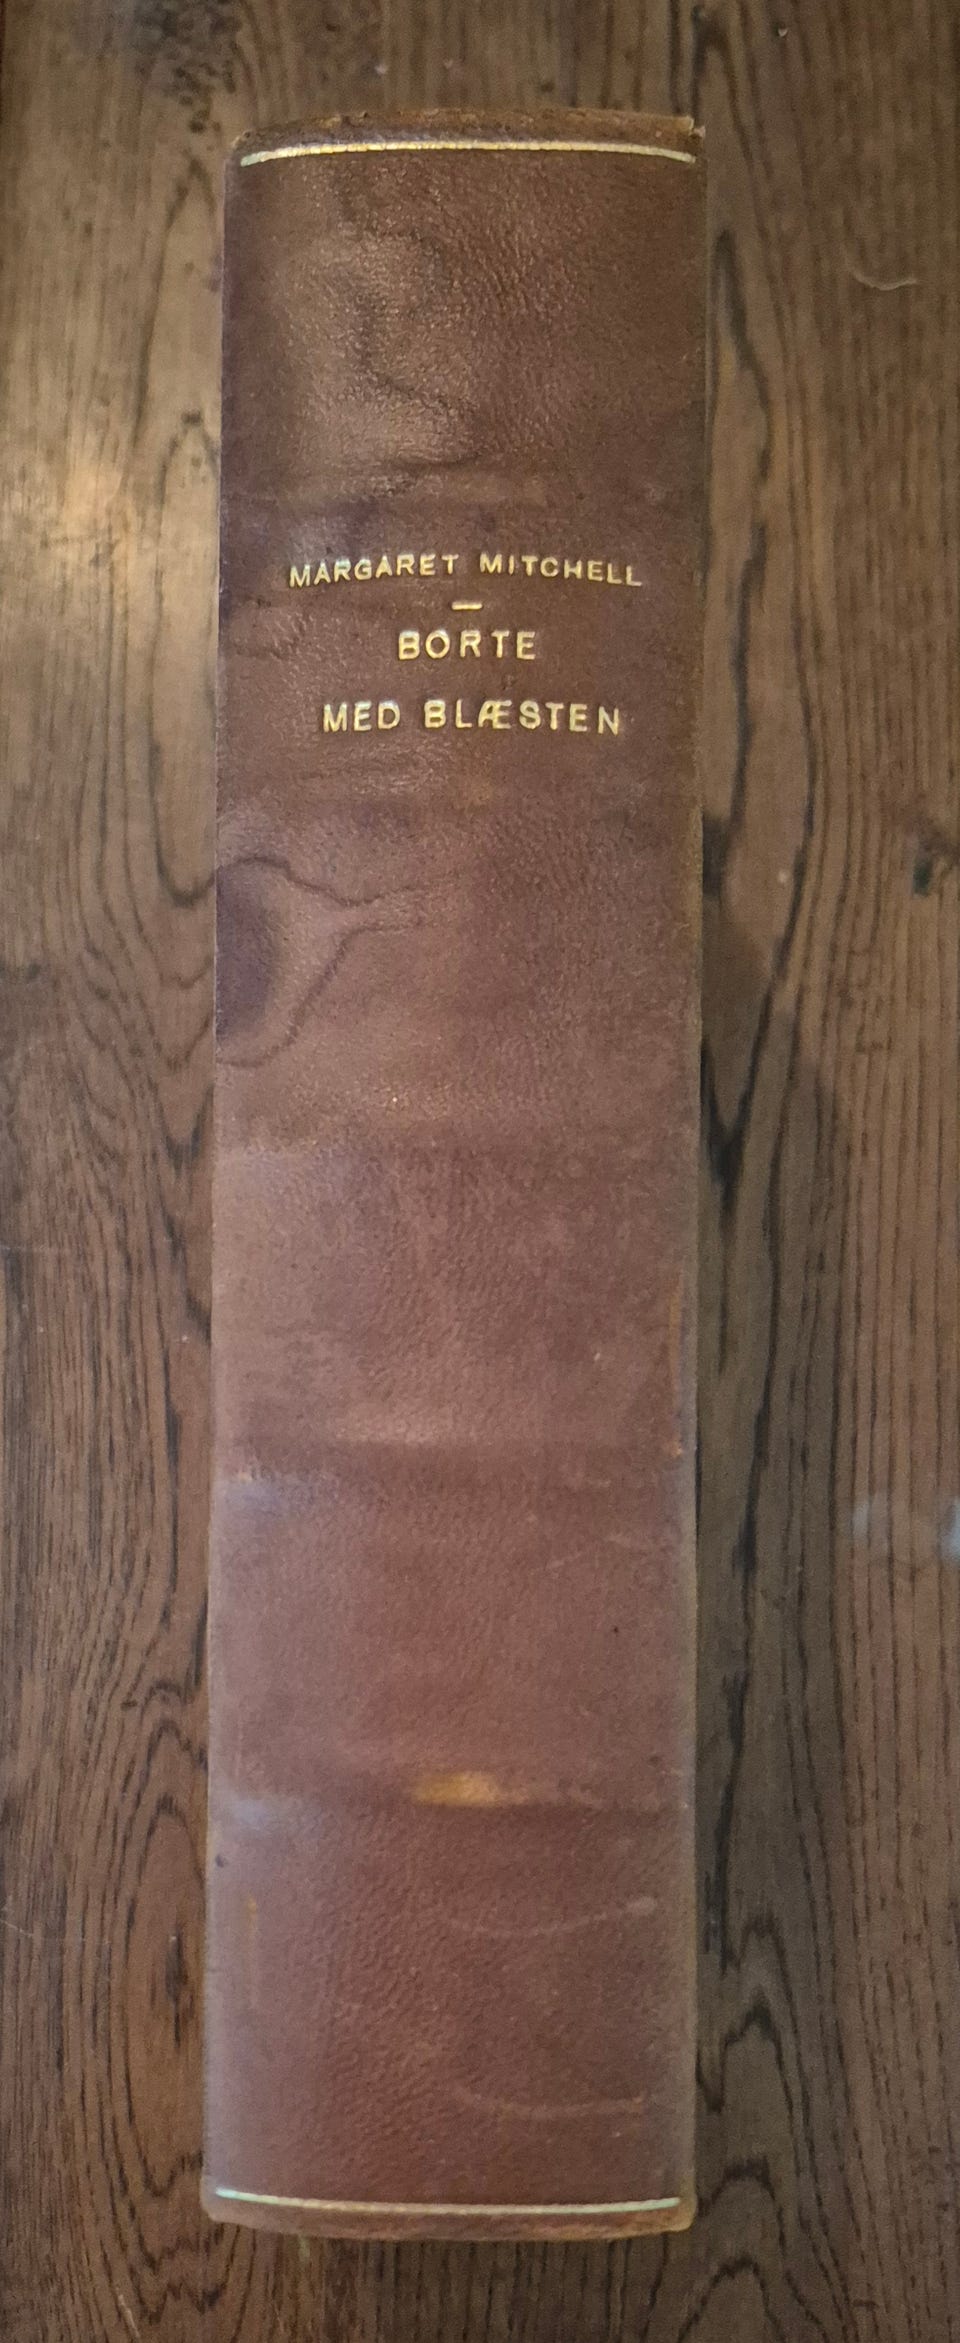 MARGARET MITCHELL
—
BORTE
MED BLÆSTEN